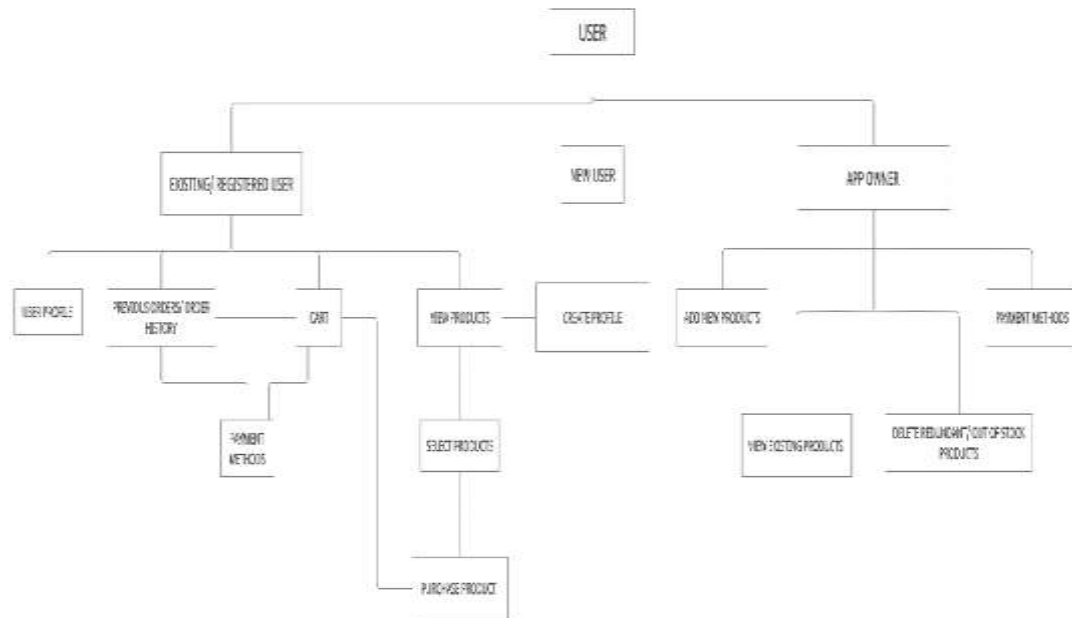 USER
EXISTING/ REGISTERED USER
NEW USER
APP OWNER
USER PROFILE
PREVIOUS ORDERS/ ORDER
HISTORY
CART
VIEW PRODUCTS
CREATE PROFILE
ADD NEW PRODUCTS
PAYMENT METHODS
PAYMENT
METHODS
SELECT PRODUCTS
VIEW EXISTING PRODUCTS
DELETE REDUNDANT/ OUT OF STOCK
PRODUCTS
PURCHASE PRODUCT